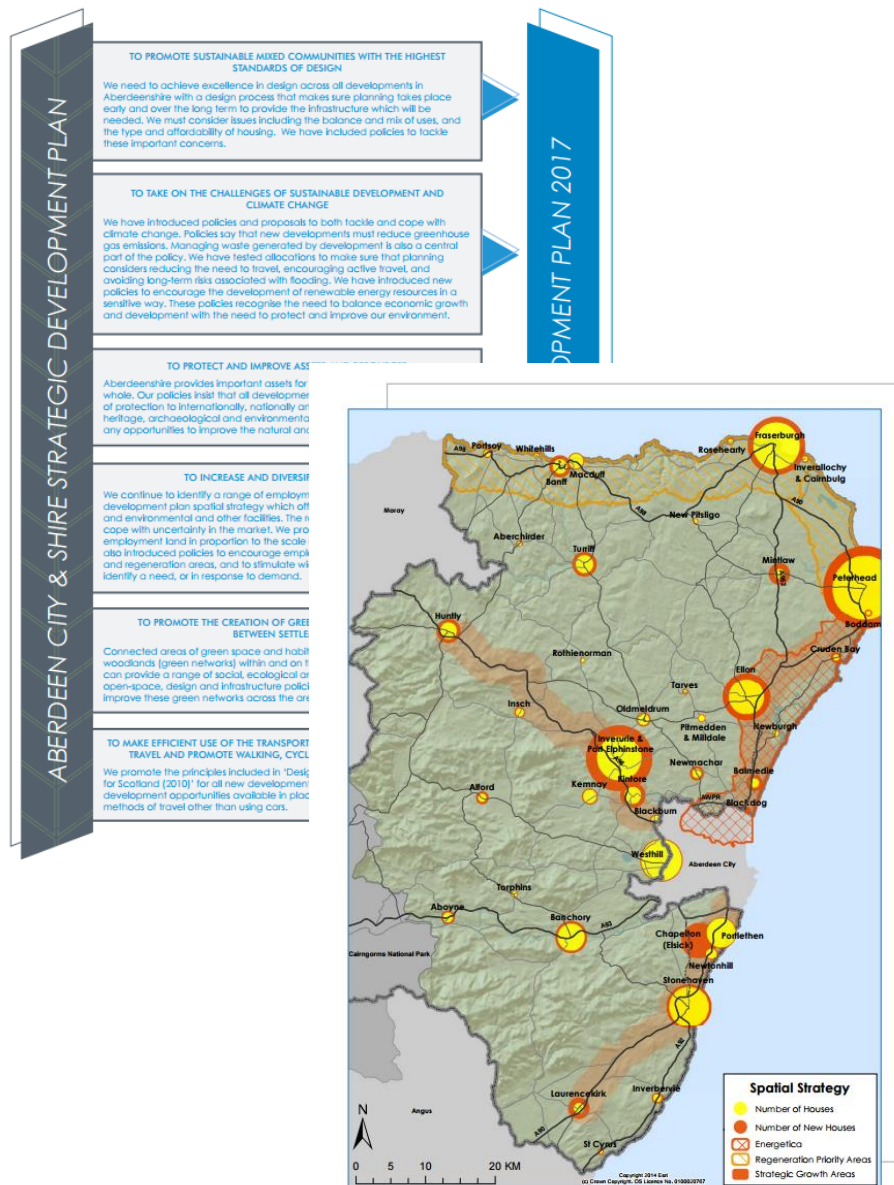 ABERDEEN CITY & SHIRE STRATEGIC DEVELOPMENT PLAN
TO PROMOTE SUSTAINABLE MIXED COMMUNITIES WITH THE HIGHEST
STANDARDS OF DESIGN
We need to achieve excellence in design across all developments in
Aberdeenshire with a design process that makes sure planning takes place
early and over the long term to provide the infrastructure which will be
needed. We must consider issues including the balance and mix of uses, and
the type and affordability of housing. We have included policies to tackle
these important concerns.
TO TAKE ON THE CHALLENGES OF SUSTAINABLE DEVELOPMENT AND
CLIMATE CHANGE
We have introduced policies and proposals to both tackle and cope with
climate change. Policies say that new developments must reduce greenhouse
gas emissions. Managing waste generated by development is also a central
part of the policy. We have tested allocations to make sure that planning
considers reducing the need to travel, encouraging active travel, and
avoiding long-term risks associated with flooding. We have introduced new
policies to encourage the development of renewable energy resources in a
sensitive way. These policies recognise the need to balance economic growth
and development with the need to protect and improve our environment.
TO PROTECT AND IMPROVE
Aberdeenshire provides important assets for
whole. Our policies insist that all developmen
of protection to internationally, nationally an
heritage, archaeological and environmenta
any opportunities to improve the natural and
TO INCREASE AND DIVERSIF
We continue to identify a range of employm
development plan spatial strategy which off
and environmental and other facilities. The
cope with uncertainty in the market. We pro
employment land in proportion to the scale
also introduced policies to encourage empl
and regeneration areas, and to stimulate wi
identify a need, or in response to demand.
TO PROMOTE THE CREATION OF GREE
BETWEEN SETTLE
Connected areas of green space and habit
woodlands (green networks) within and on t
can provide a range of social, ecological an
open-space, design and infrastructure polici
improve these green networks across the are
TO MAKE EFFICIENT USE OF THE TRANSPORT
TRAVEL AND PROMOTE WALKING, CYCL
We promote the principles included in 'Desig
for Scotland (2010)' for all new development
development opportunities available in plac
methods of travel other than using cars.
OPMENT PLAN 2017
Fraserburgh
Portsoy
Whitehills
Rosehearty
A98
Macduff
Banff
Inverallochy
& Cairnbulg
A90
A98
New Pitsligo
Moray
Aberchirder
Turriff
Mintlaw
Peterhead
Boddam
Huntly
Cruden Bay
Rothienorman
Ellon
Tarves
Insch
Oldmeldrum
Pitmedden
& Milldale
Newburgh
Inverurie &
Port Elphinstone
A96
Newmachar
Kintore
Balmedie
Alford
Kemnay
AWPR
Blackdog
Blackburn
Westhill
Aberdeen City
Torphins
Aboyne
A93
Banchory
Portlethen
Chapelton
(Elsick)
Cairngorms National Park
Newtonhill
Stonehaven
A92
Laurencekirk
Inverbervie
Angus
A90
St Cyrus
N
0 5 10 20 KM
Copyright 2014 Esri
(c) Crown Copyright. OS Licence No. 0100020767
Spatial Strategy
Number of Houses
Number of New Houses
Energetica
Regeneration Priority Areas
Strategic Growth Areas